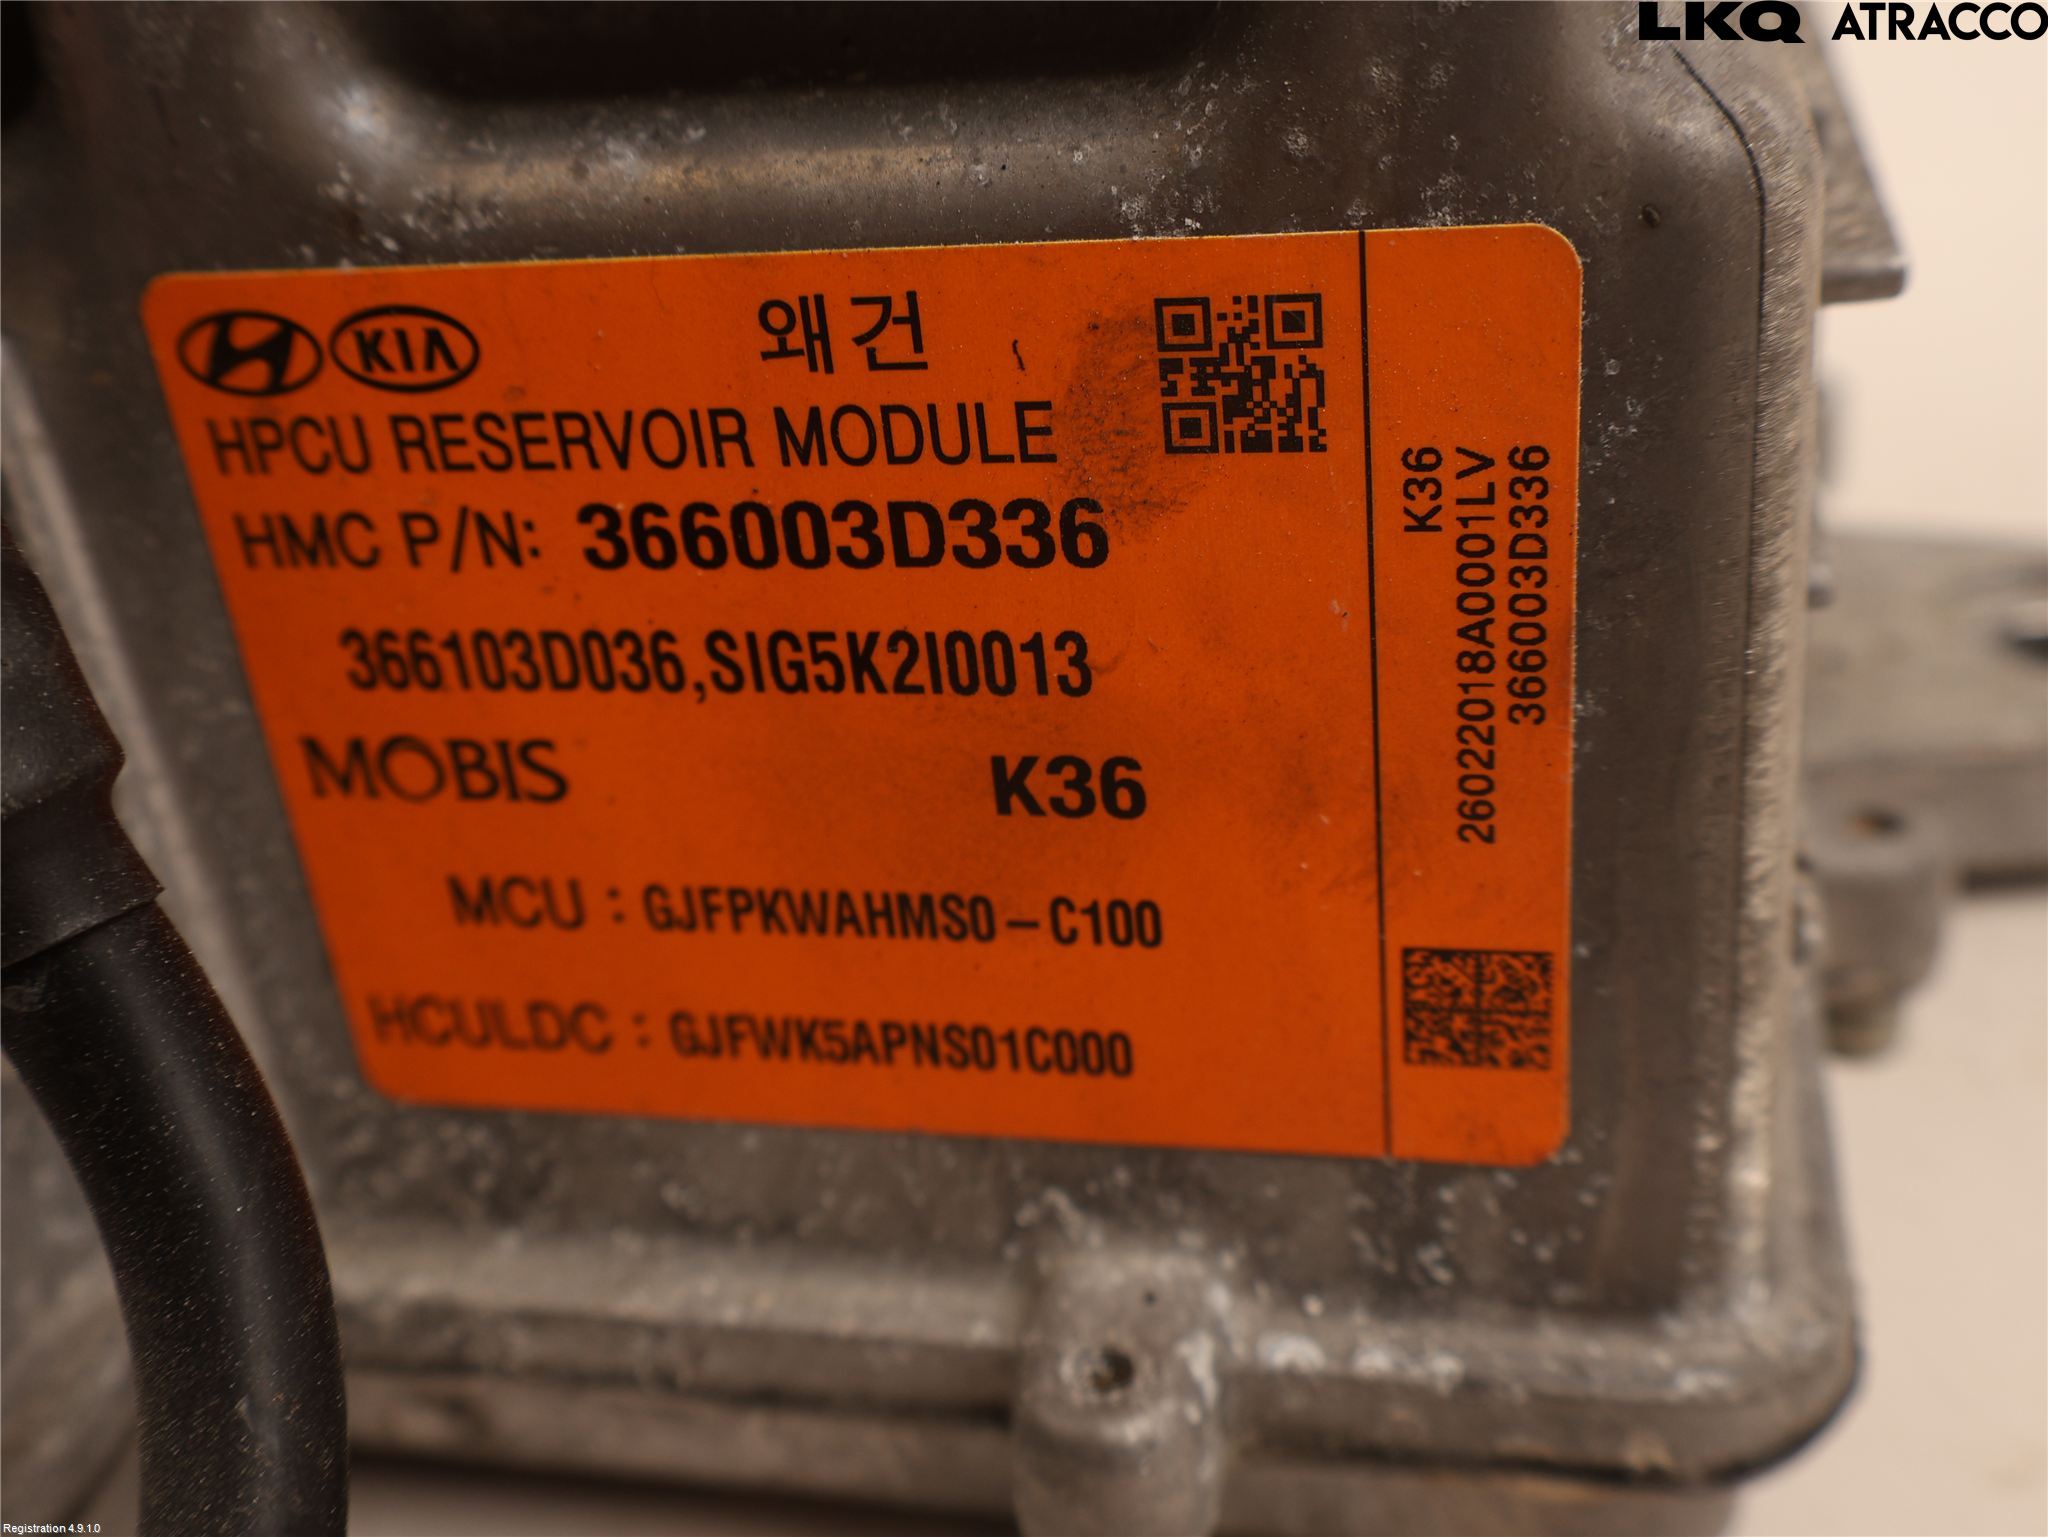 LKQ ATRACCO
KIA
왜건
HPCU RESERVOIR MODULE
HMC P/N: 366003D336
366103D036,SIG5K2I0013
MOBIS K36
MCU : GJFPKWAHMS0-C100
HCULDC : GJFWK5APNS01C000
K36
26022018A0001LV
366003D336
Registration 4.9.1.0